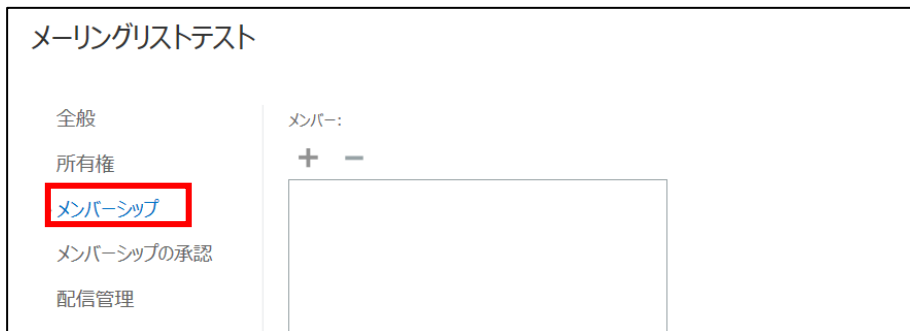 メーリングリストテスト
全般
所有権
メンバーシップ
メンバーシップの承認
配信管理
メンバー: